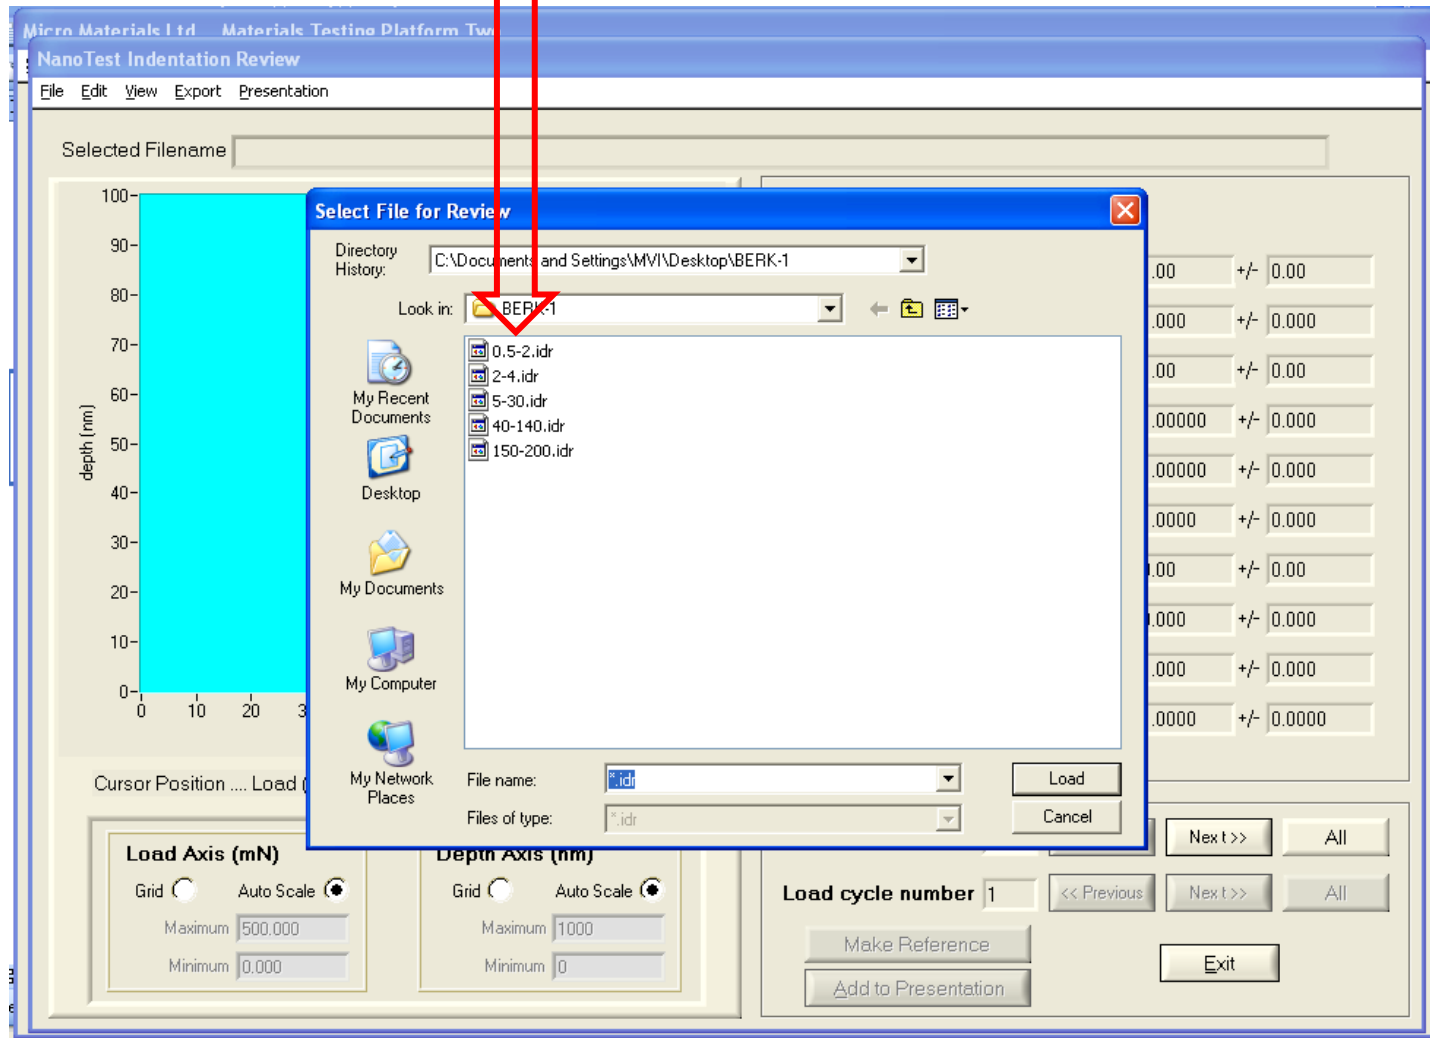 Micro Materials Ltd Materials Testing Platform Two
NanoTest Indentation Review
File Edit View Export Presentation
Selected Filename
100
90
80
70
60
50
40
30
20
10
0
depth (nm)
0 10 20 3
Cursor Position .... Load (
Select File for Review
Directory
History:
C:\Documents and Settings\MVI\Desktop\BERK-1
Look in: BERK-1
My Recent
Documents
Desktop
My Documents
My Computer
My Network
Places
0.5-2.idr
2-4.idr
5-30.idr
40-140.idr
150-200.idr
File name: *.idr
Files of type: *.idr
Load
Cancel
.00 +/- 0.00
.000 +/- 0.000
.00 +/- 0.00
.00000 +/- 0.000
.00000 +/- 0.000
.0000 +/- 0.000
.00 +/- 0.00
.000 +/- 0.000
.000 +/- 0.000
.0000 +/- 0.0000
Load Axis (mN)
Grid Auto Scale
Maximum 500.000
Minimum 0.000
Depth Axis (nm)
Grid Auto Scale
Maximum 1000
Minimum 0
Next>> All
Load cycle number 1 << Previous Next>> All
Make Reference
Add to Presentation
Exit